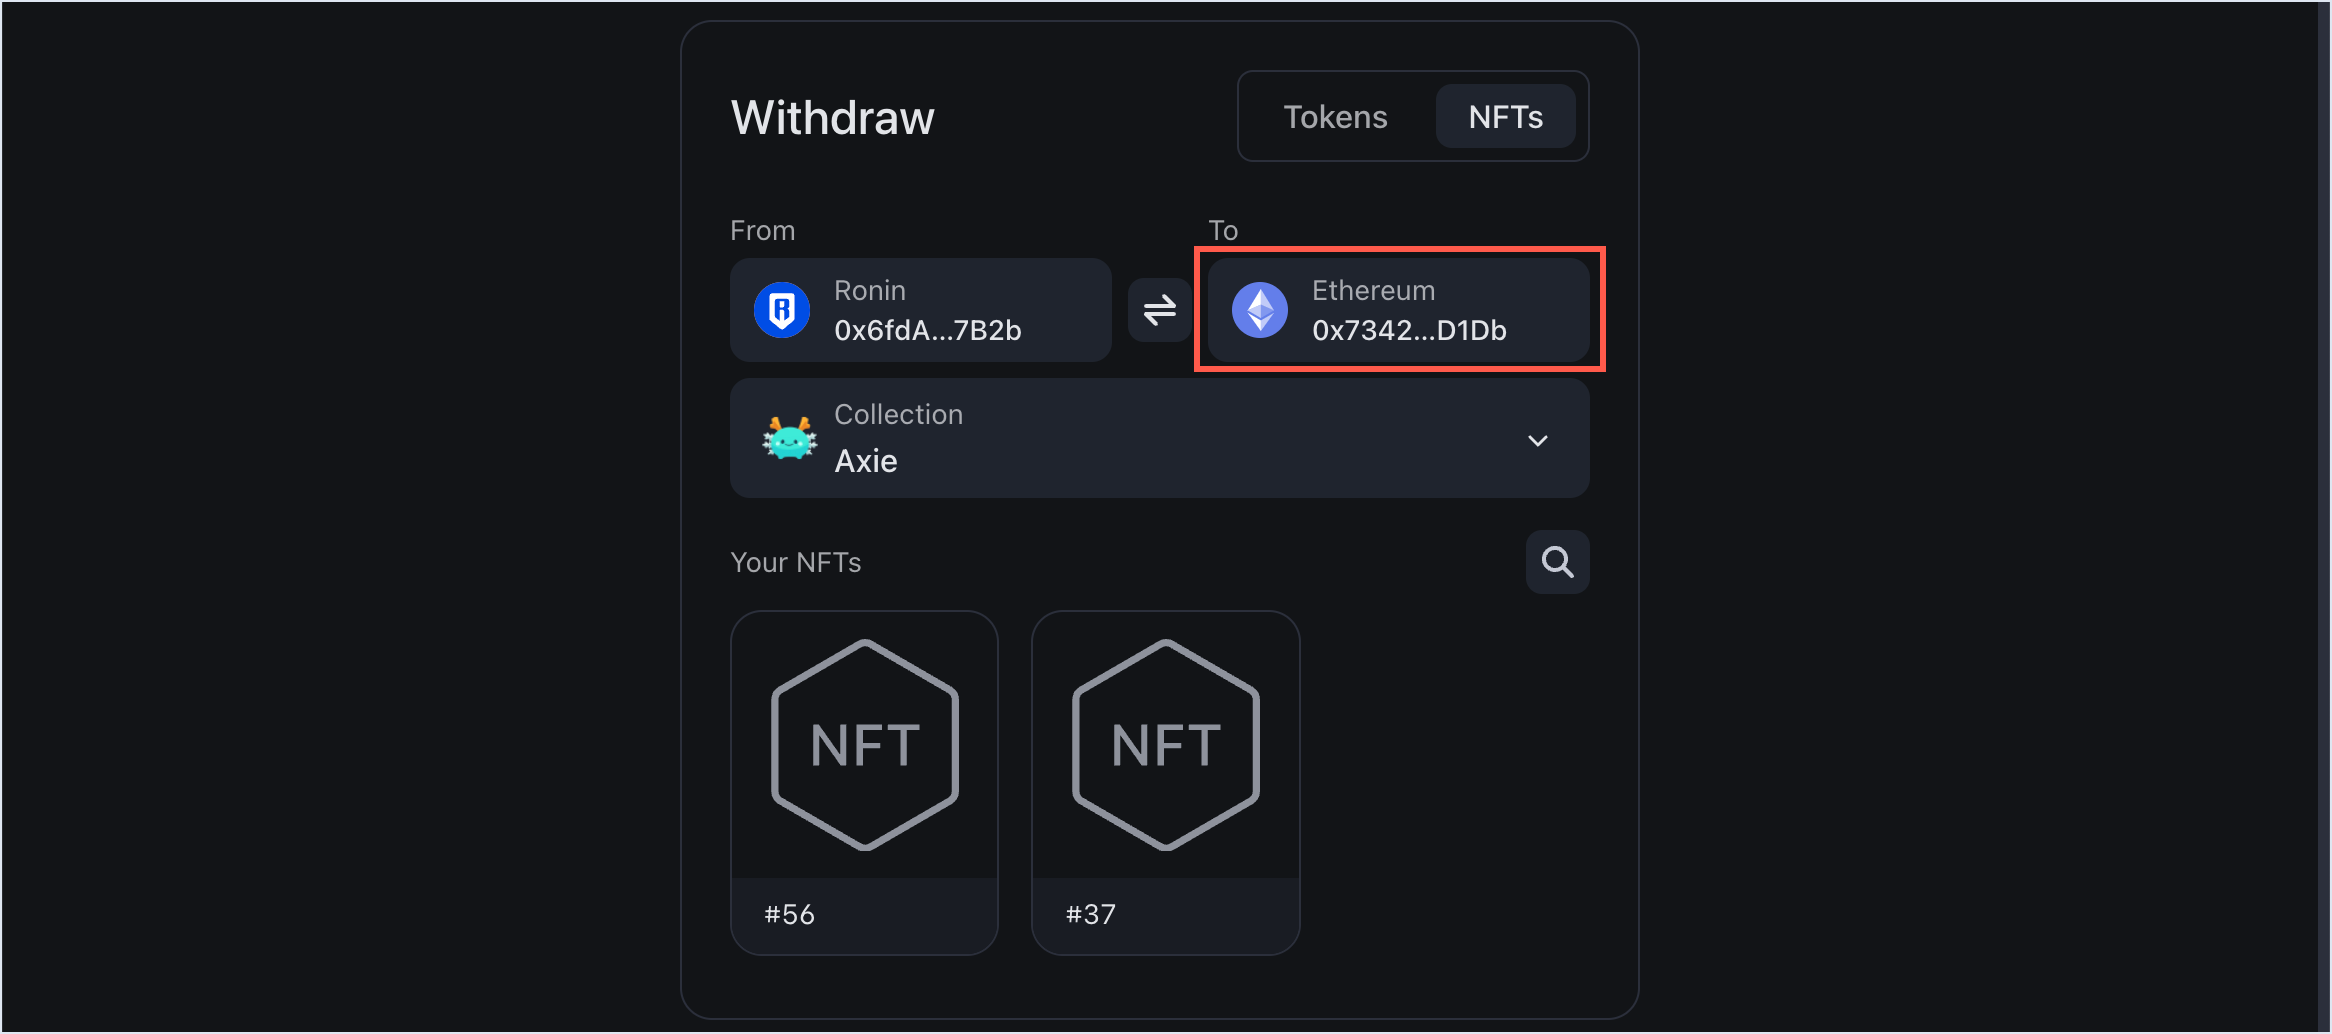 Withdraw
Tokens
NFTs
From
To
Ronin
0x6fdA...7B2b
Ethereum
0x7342...D1Db
Collection
Axie
Your NFTs
NFT
NFT
#56
#37